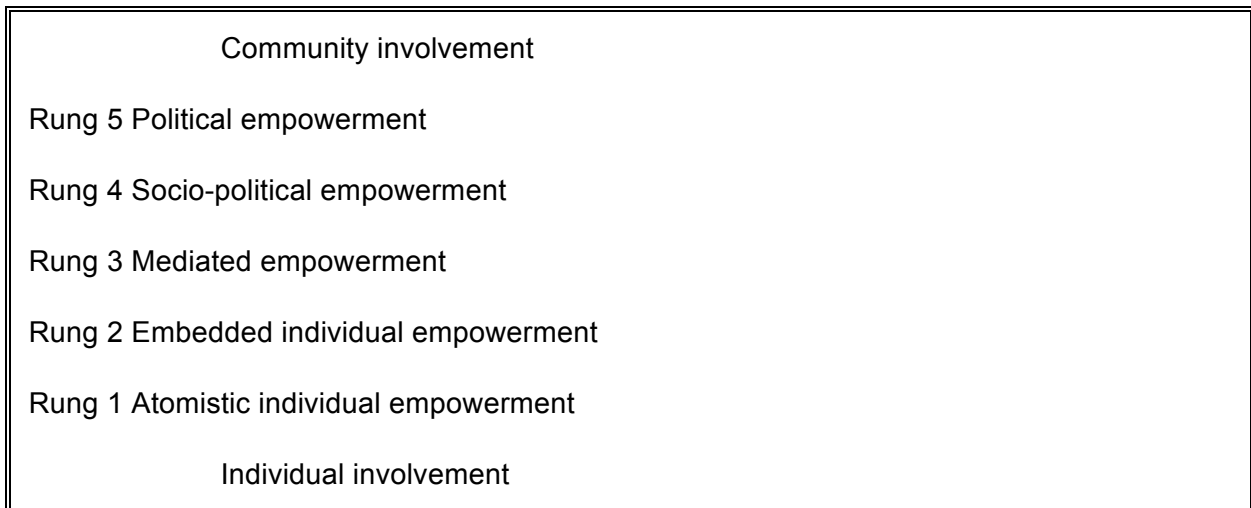 Community involvement
Rung 5 Political empowerment
Rung 4 Socio-political empowerment
Rung 3 Mediated empowerment
Rung 2 Embedded individual empowerment
Rung 1 Atomistic individual empowerment
Individual involvement